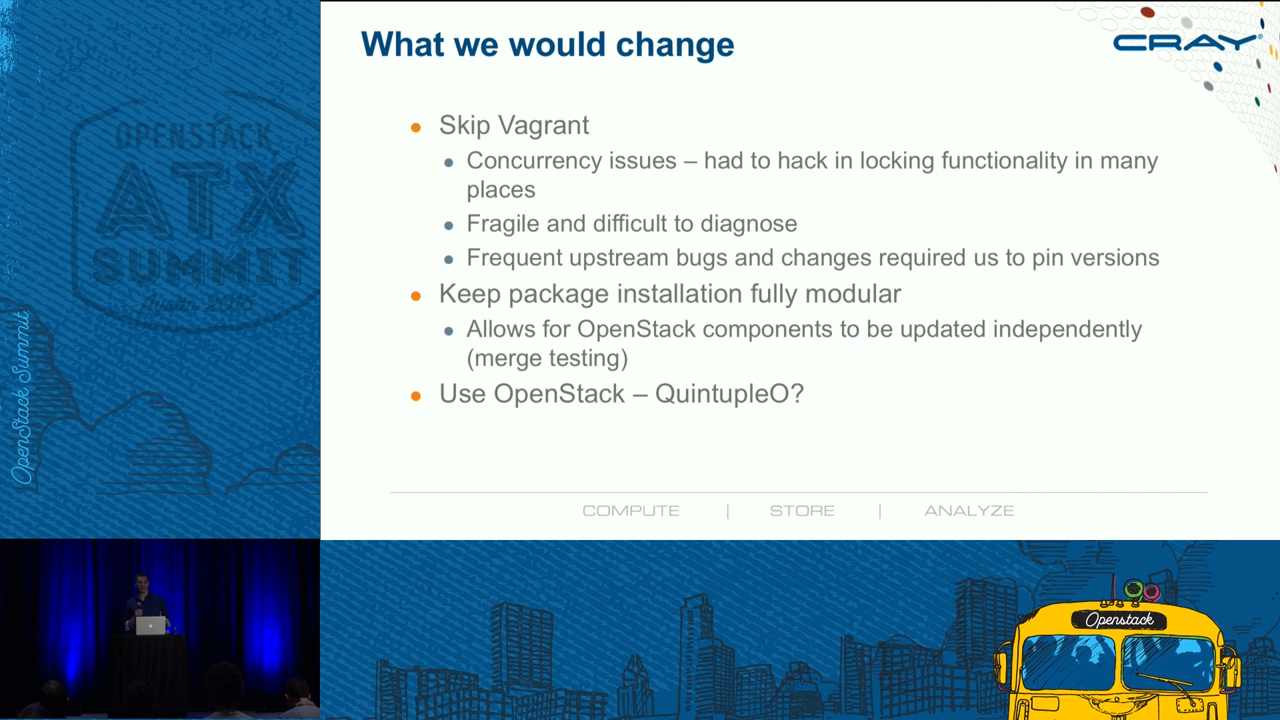 What we would change
CRAY
Skip Vagrant
Concurrency issues – had to hack in locking functionality in many
places
Fragile and difficult to diagnose
Frequent upstream bugs and changes required us to pin versions
Keep package installation fully modular
Allows for OpenStack components to be updated independently
(merge testing)
Use OpenStack – QuintupleO?
COMPUTE | STORE | ANALYZE
OPENSTACK
ATX
SUMMIT
Austin 2016
OpenStack Summit
Openstack